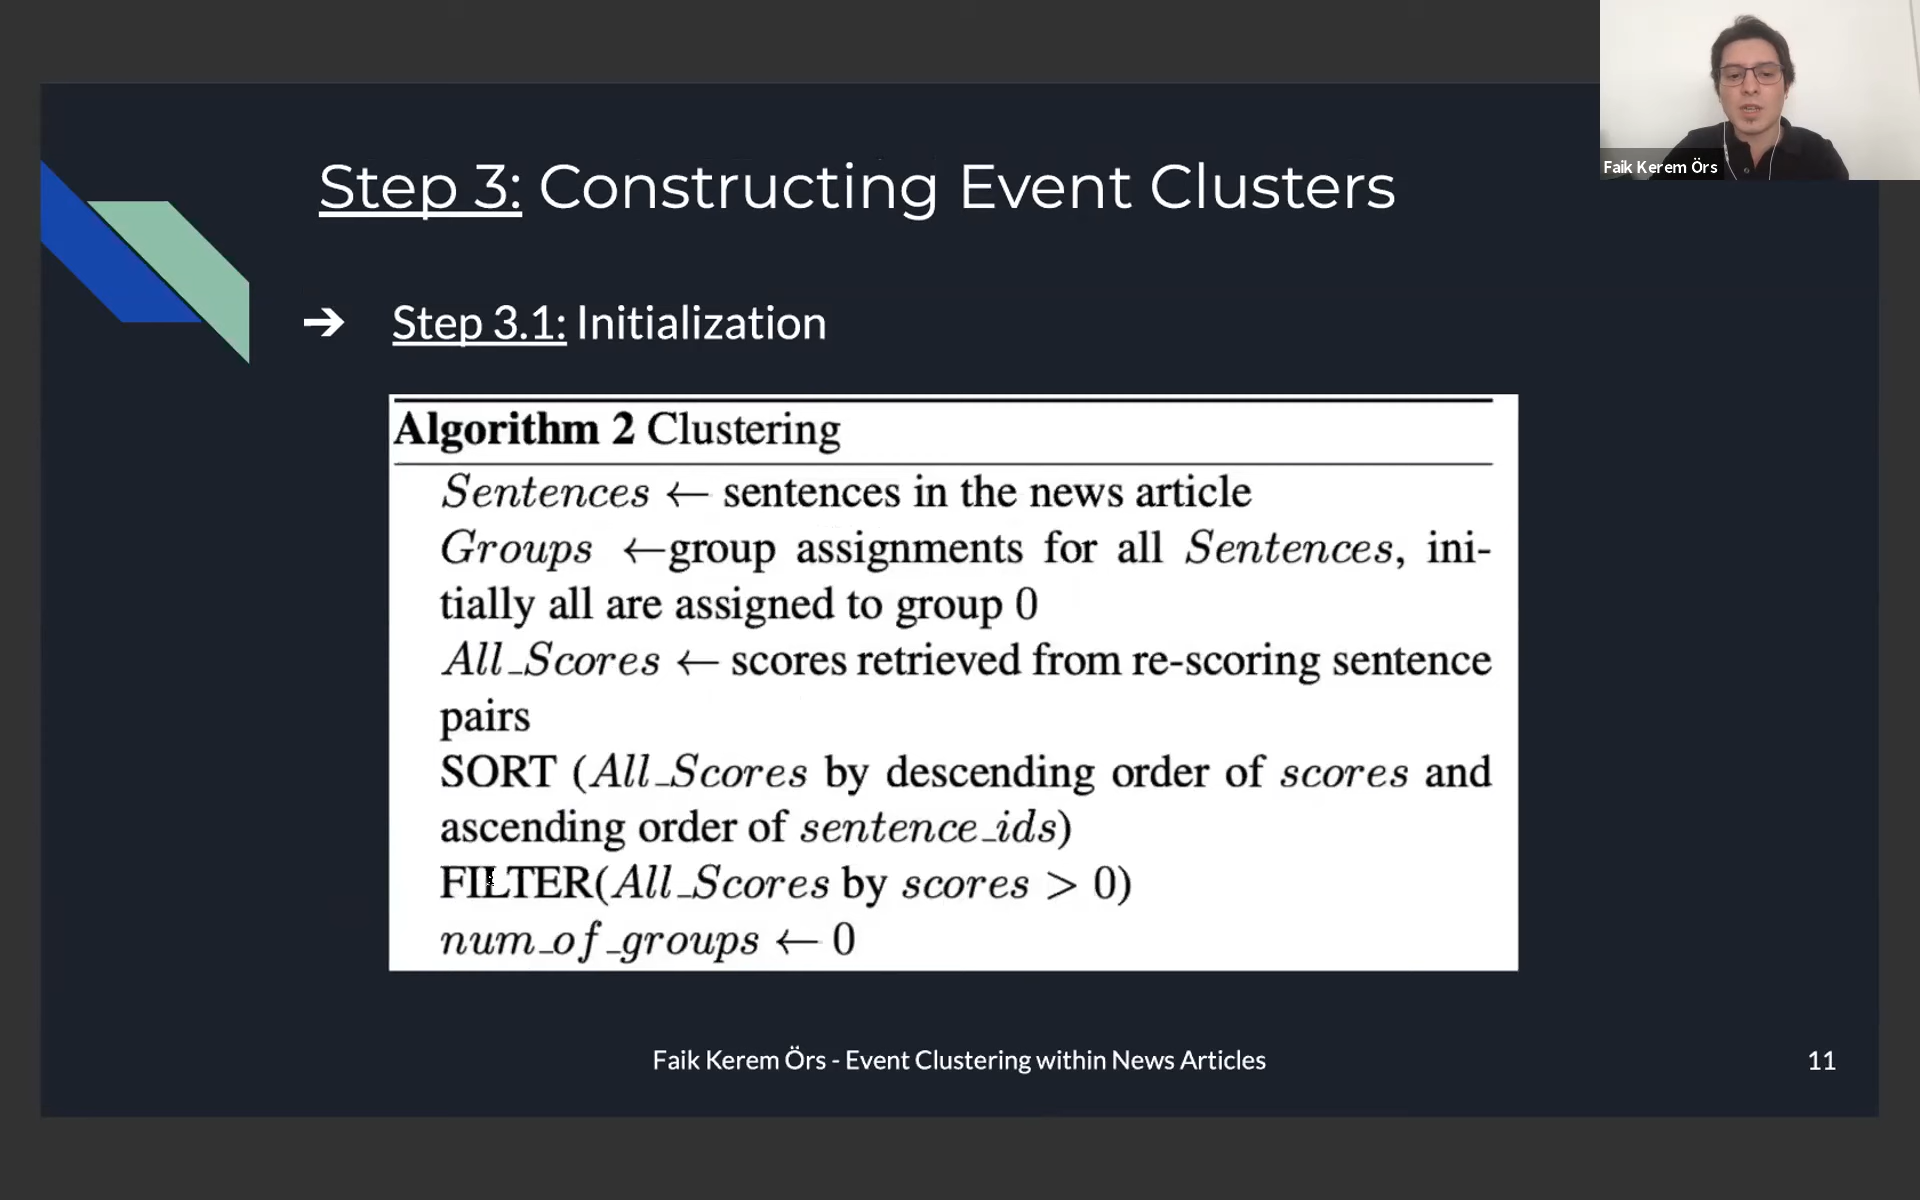 Faik Kerem Örs
Step 3: Constructing Event Clusters
➔ Step 3.1: Initialization
Algorithm 2 Clustering
Sentences ← sentences in the news article
Groups ←group assignments for all Sentences, ini-
tially all are assigned to group 0
All_Scores ← scores retrieved from re-scoring sentence
pairs
SORT (All_Scores by descending order of scores and
ascending order of sentence_ids)
FILTER(All_Scores by scores > 0)
num_of_groups ← 0
Faik Kerem Örs - Event Clustering within News Articles
11